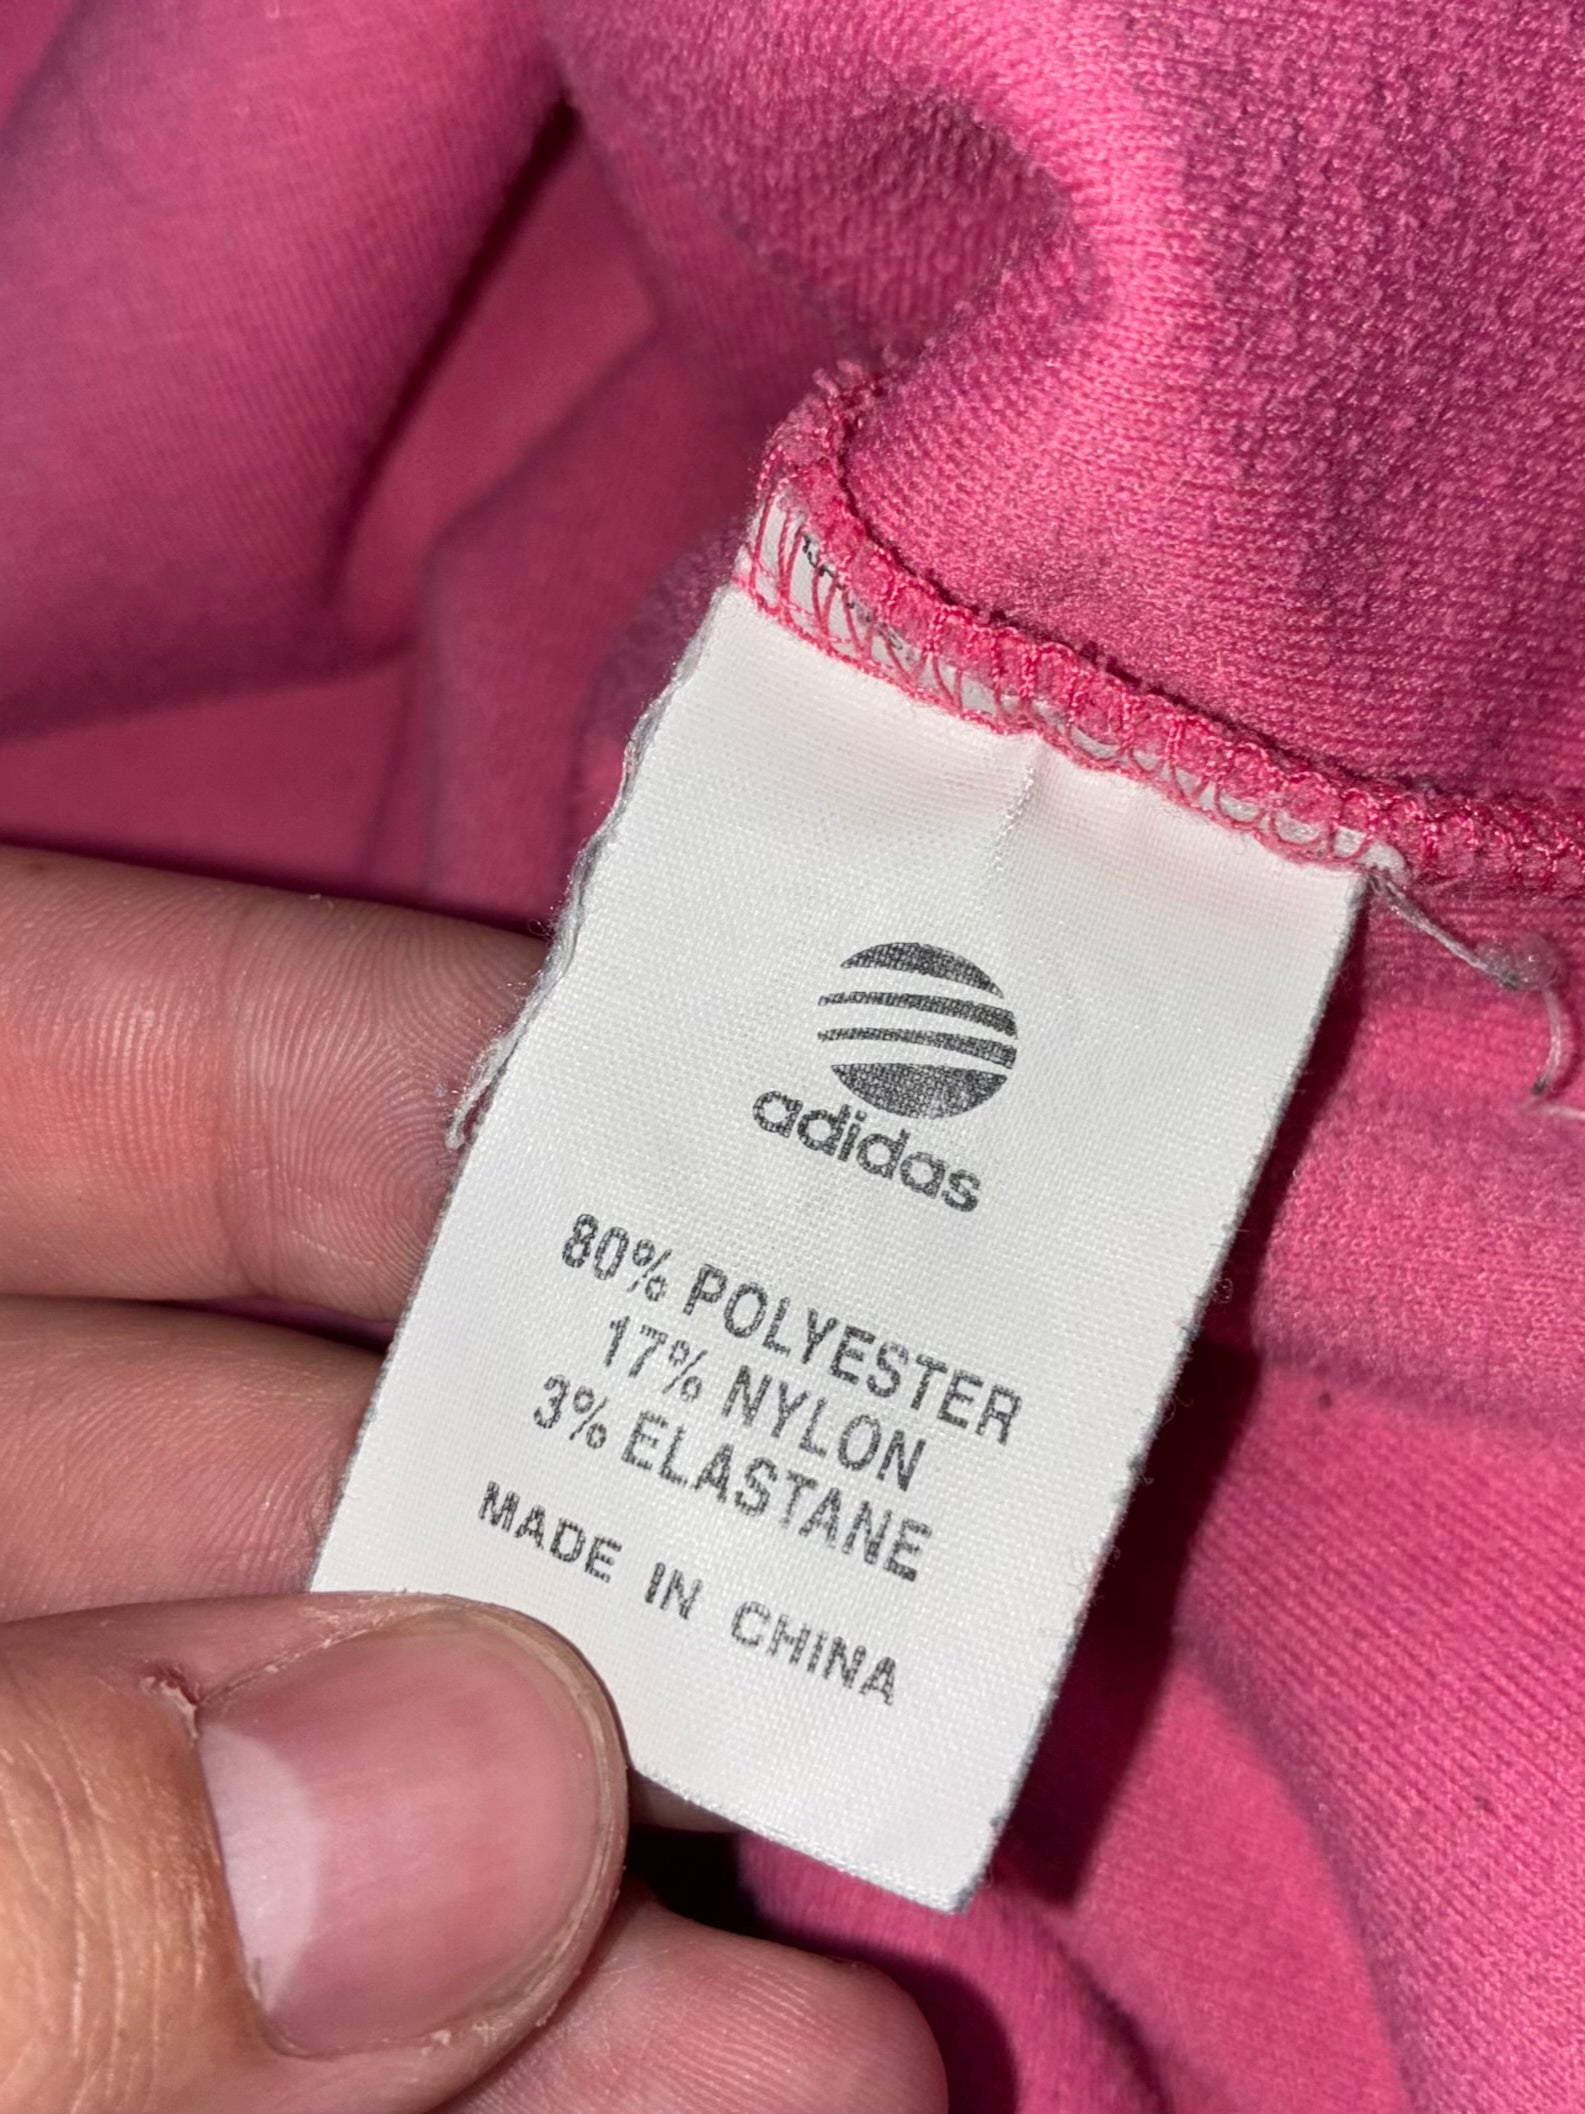 adidas
80% POLYESTER
17% NYLON
3% ELASTANE
MADE IN CHINA